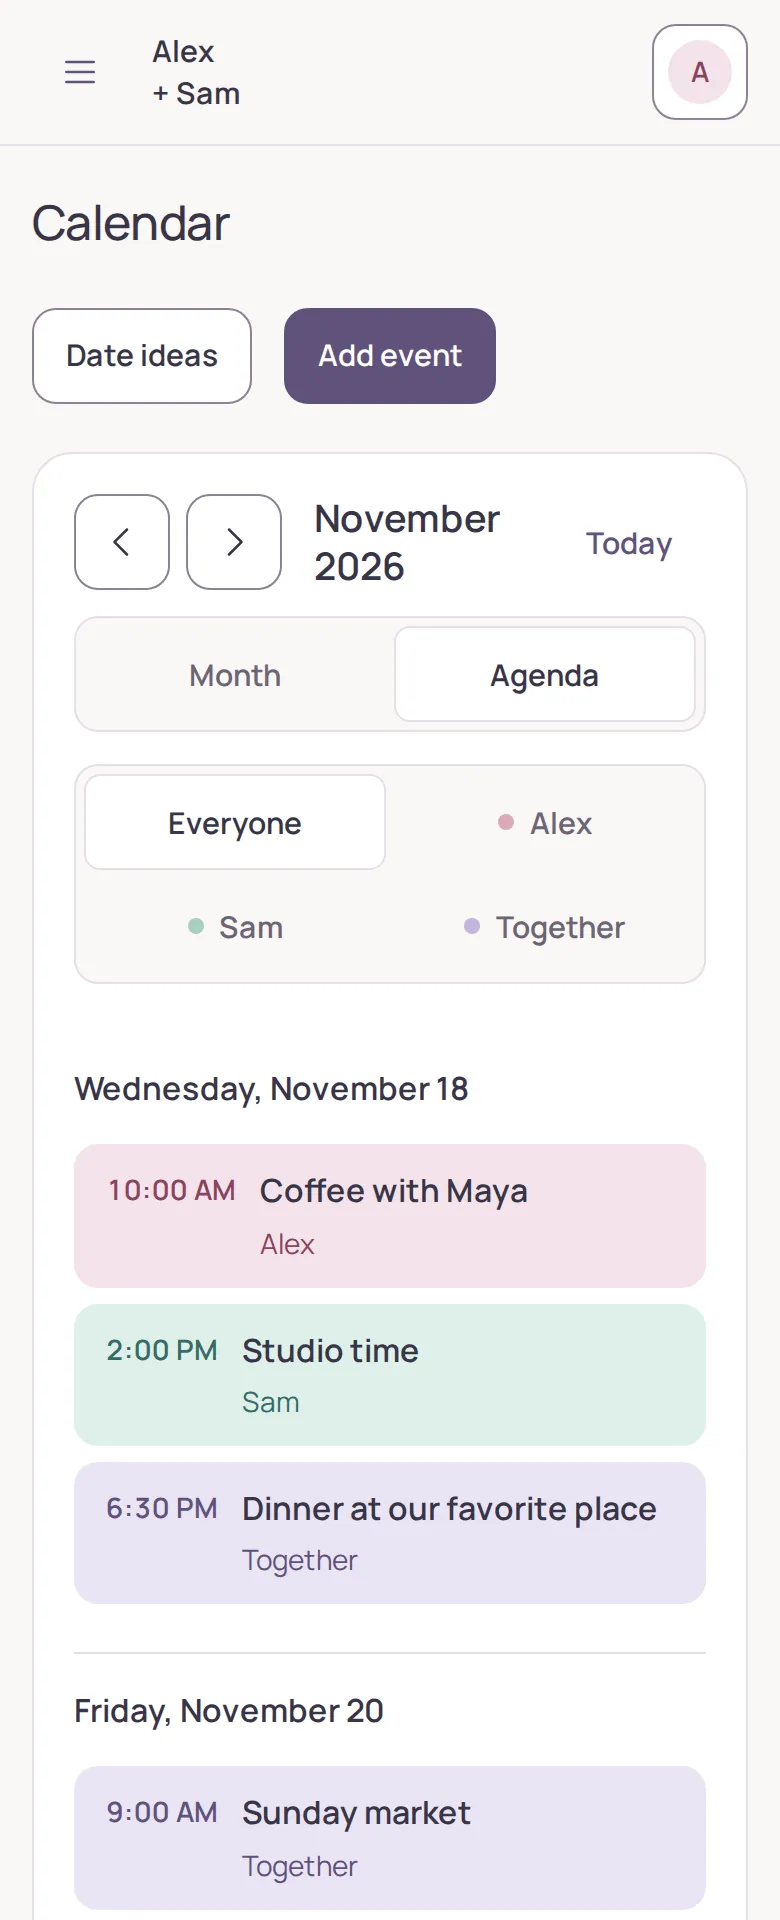 Alex
+ Sam
A
Calendar
Date ideas
Add event
November
2026
Today
Month
Agenda
Everyone
Alex
Sam
Together
Wednesday, November 18
10:00 AM Coffee with Maya
Alex
2:00 PM Studio time
Sam
6:30 PM Dinner at our favorite place
Together
Friday, November 20
9:00 AM Sunday market
Together